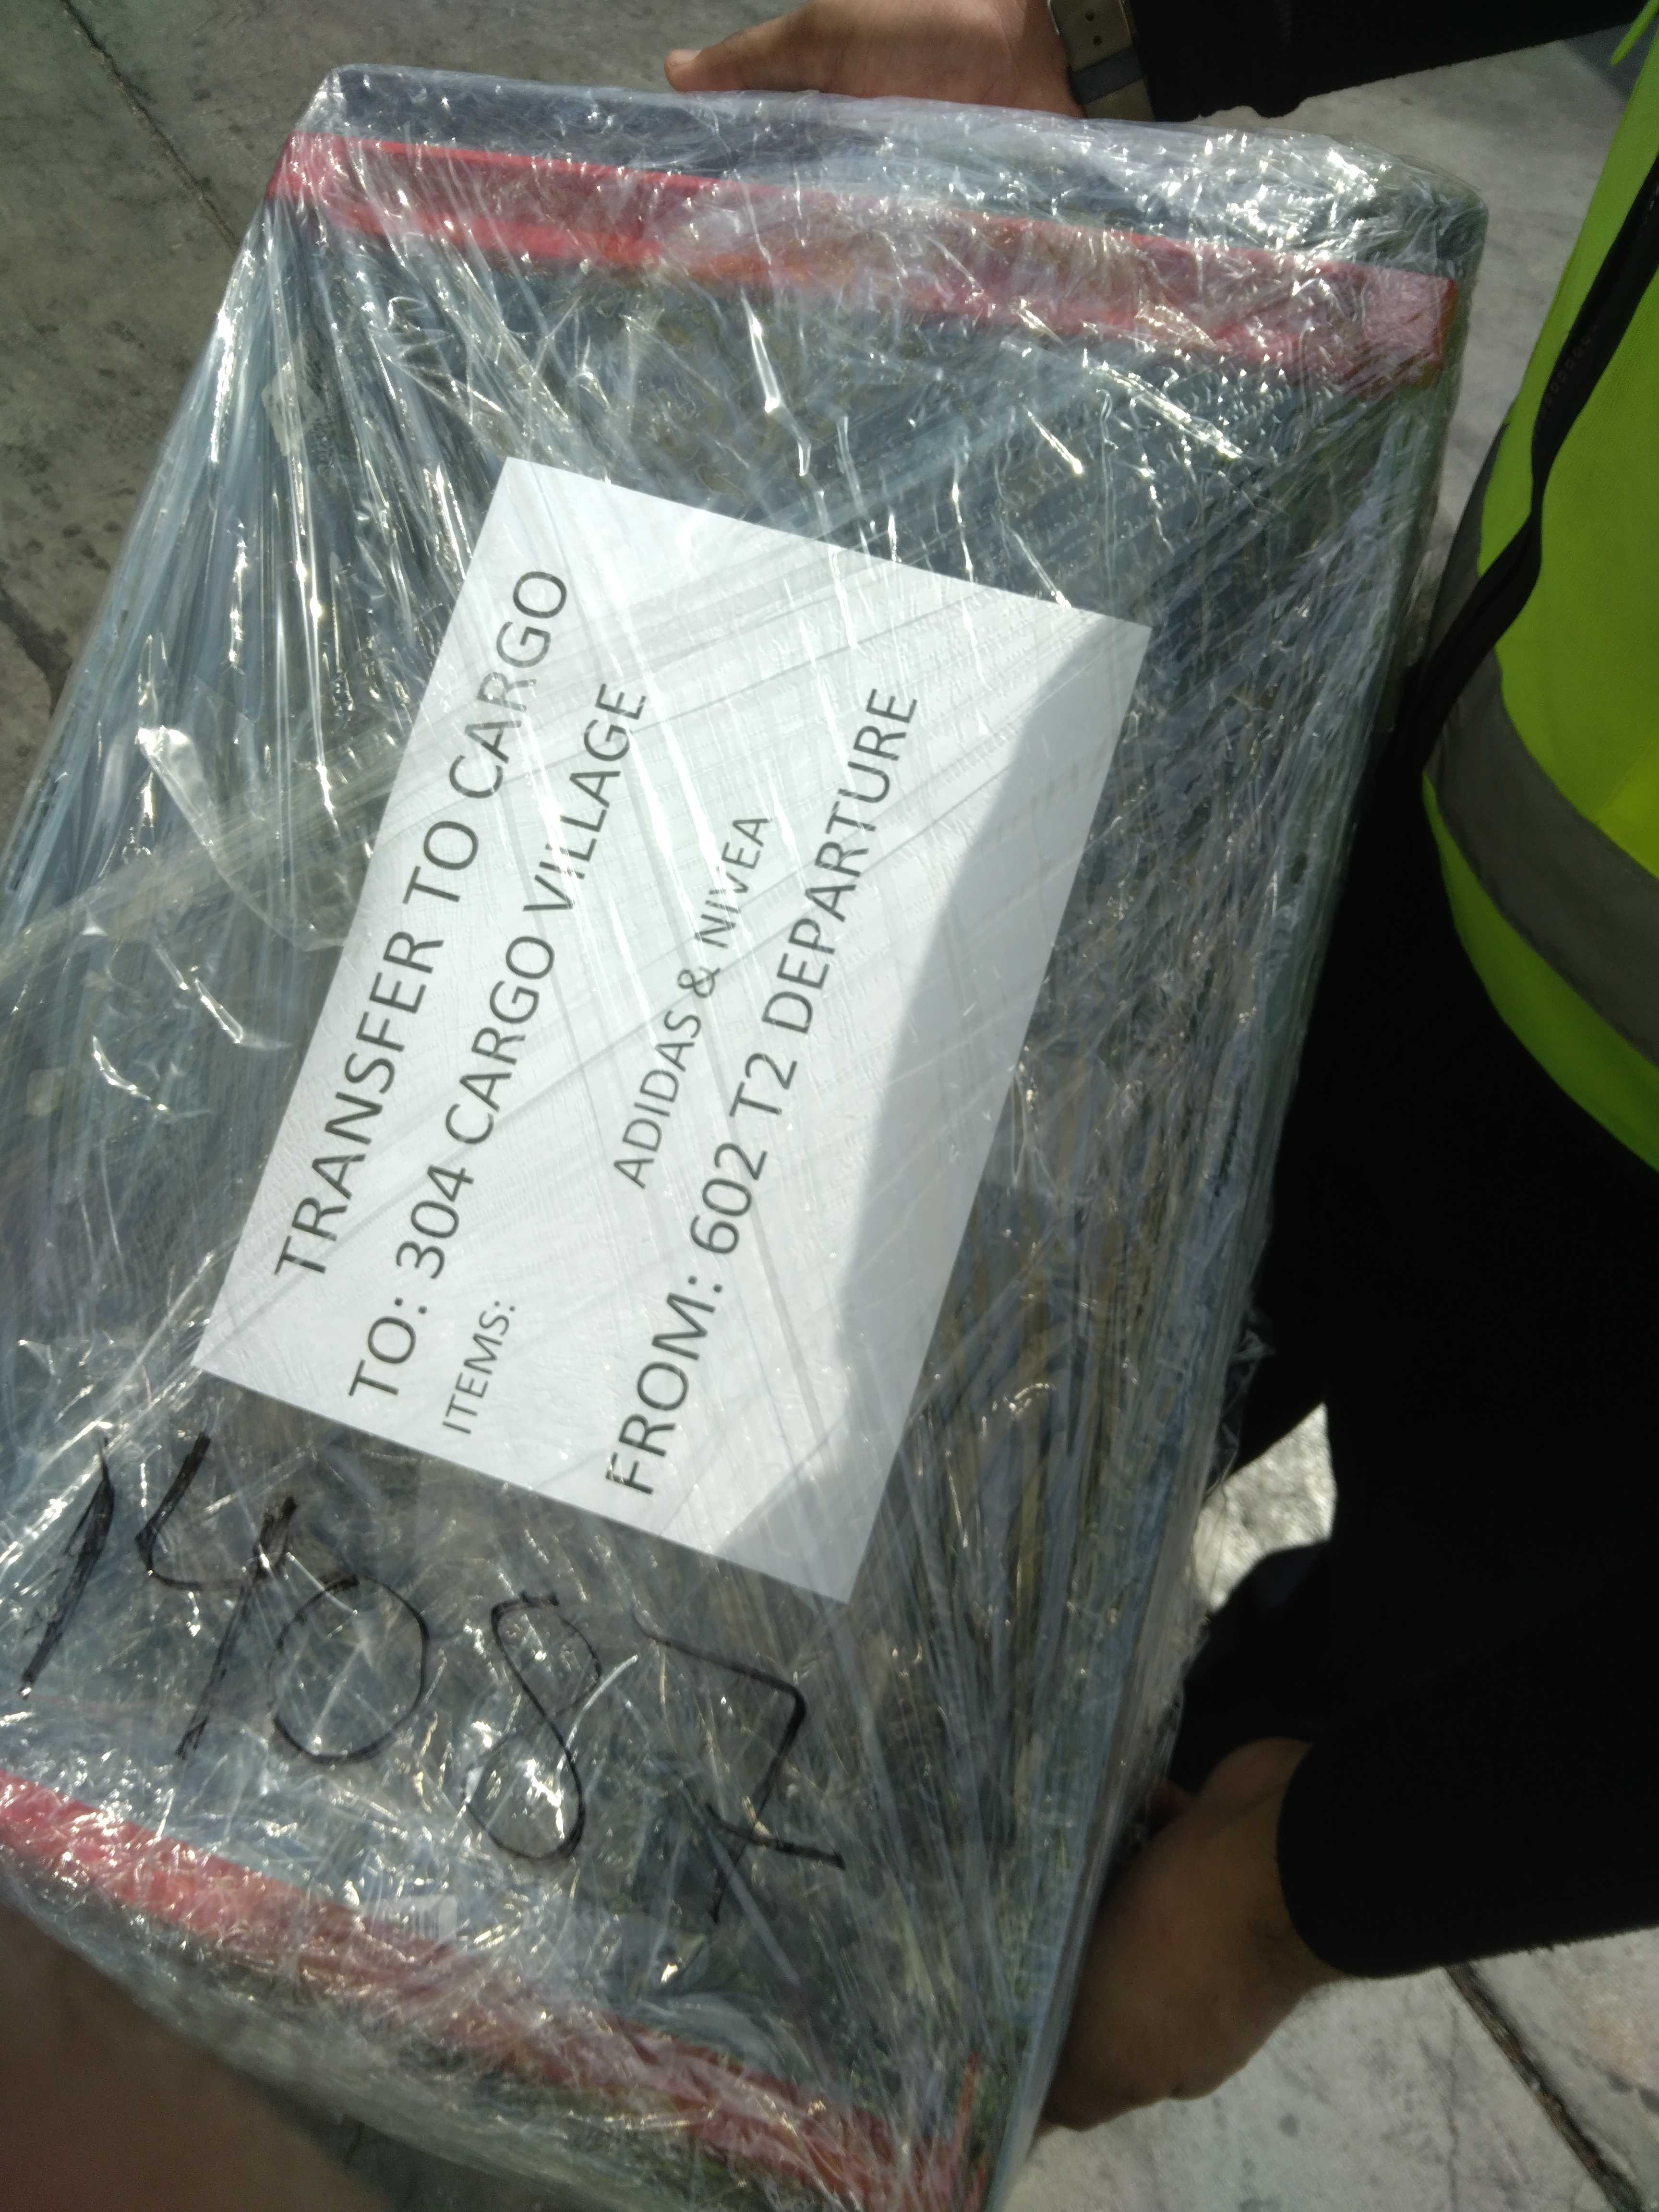 TRANSFER TO CARGO
TO: 304 CARGO VILLAGE
ITEMS:
ADIDAS & NIVEA
FROM: 602 T2 DEPARTURE
14087